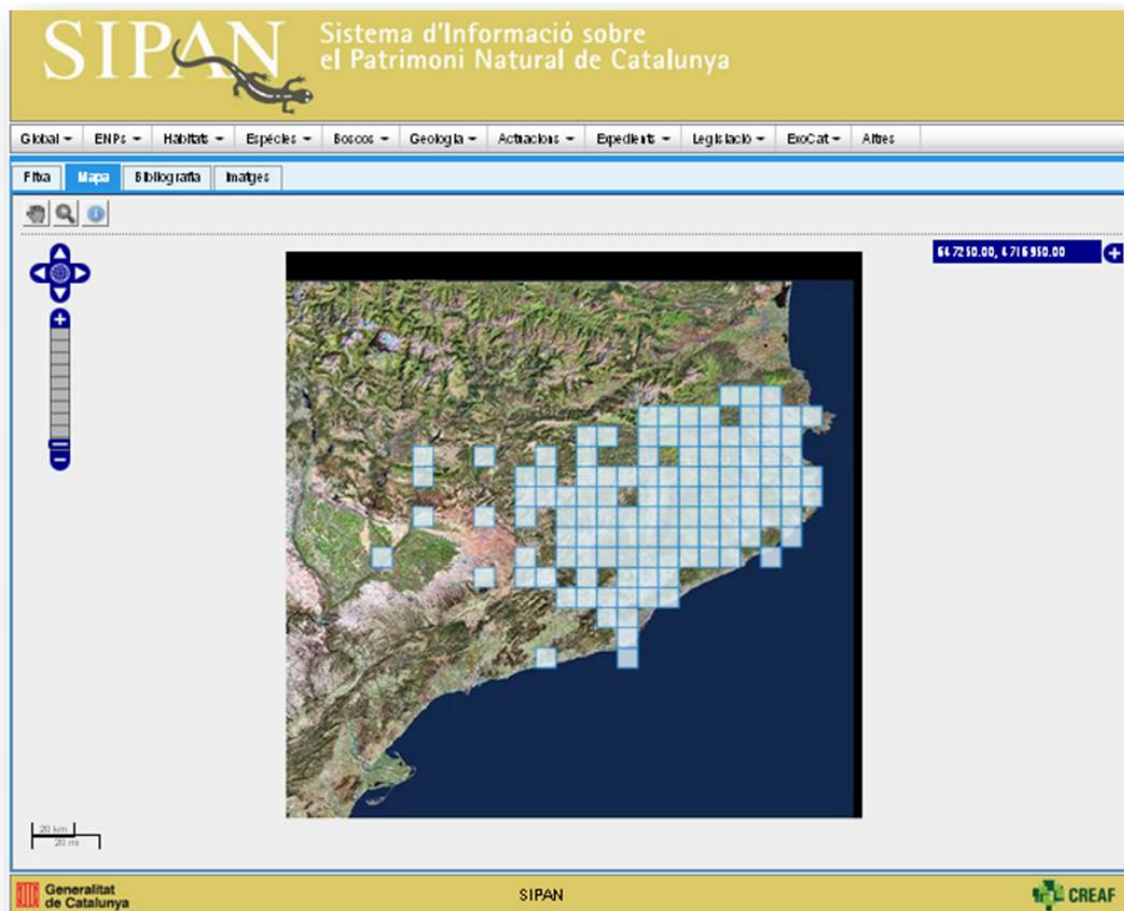 SIPAN
Sistema d'Informació sobre
el Patrimoni Natural de Catalunya
Global ENPs Hàbitats Espècies Boscos Geologia Actuacions Expedients Legislació ExoCat Altres
Fitxa Mapa Bibliografia Imatges
647250.00, 4716950.00
20 km
20 mi
Generalitat
de Catalunya
SIPAN
CREAF